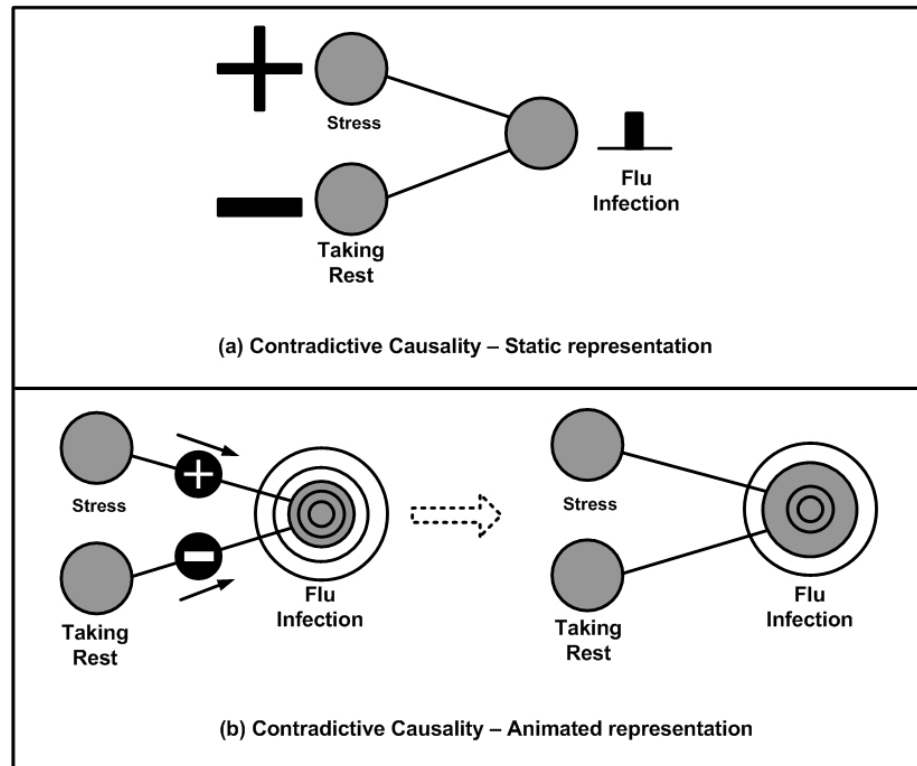 Stress
Flu
Infection
Taking
Rest
(a) Contradictive Causality – Static representation
+
Stress
–
Taking
Rest
Flu
Infection
Stress
Taking
Rest
Flu
Infection
(b) Contradictive Causality – Animated representation